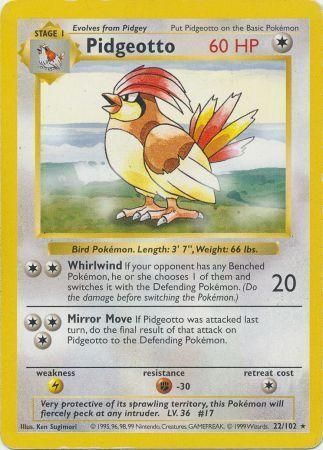 STAGE 1
Evolves from Pidgey
Put Pidgeotto on the Basic Pokémon
Pidgeotto
60 HP
Bird Pokémon. Length: 3' 7", Weight: 66 lbs.
Whirlwind If your opponent has any Benched
Pokémon, he or she chooses 1 of them and
switches it with the Defending Pokémon. (Do
the damage before switching the Pokémon.)
20
Mirror Move If Pidgeotto was attacked last
turn, do the final result of that attack on
Pidgeotto to the Defending Pokémon.
weakness
resistance
retreat cost
-30
Very protective of its sprawling territory, this Pokémon will
fiercely peck at any intruder. LV. 36 #17
Illus. Ken Sugimori
©1995, 96, 98, 99 Nintendo, Creatures, GAMEFREAK. ©1999 Wizards.
22/102 ★